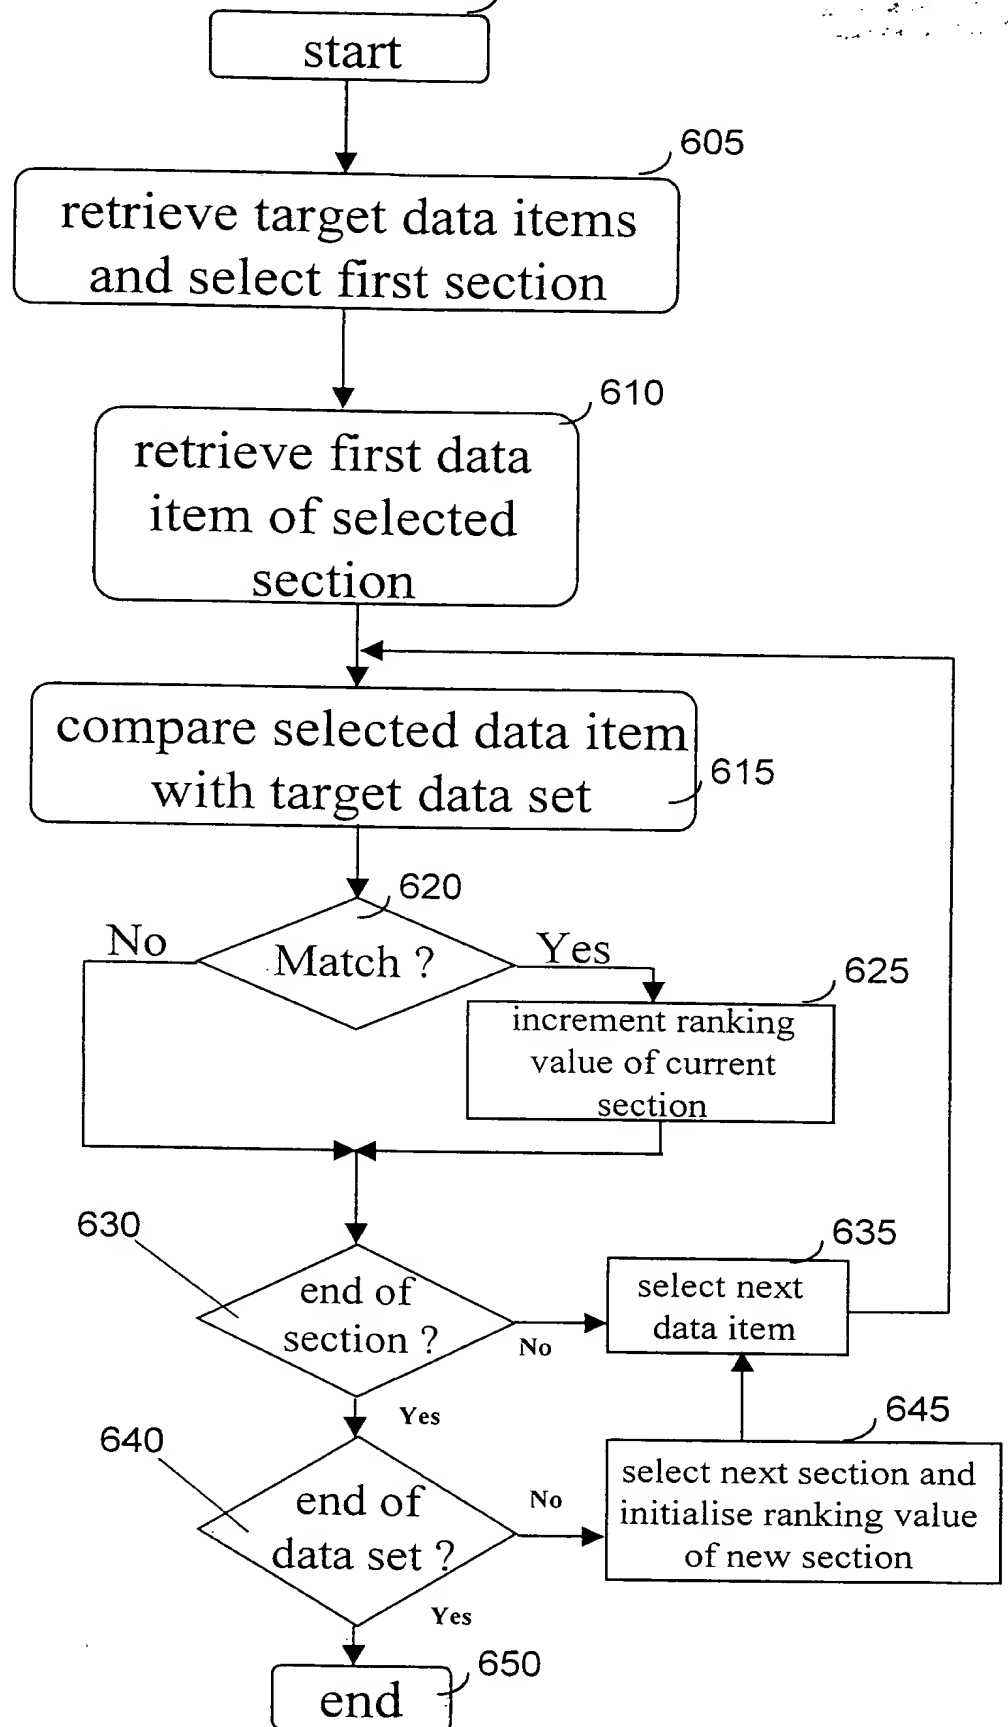 start
605
retrieve target data items
and select first section
610
retrieve first data
item of selected
section
compare selected data item
with target data set
615
620
No
Match ?
Yes
625
increment ranking
value of current
section
630
end of
section ?
No
635
select next
data item
Yes
640
end of
data set ?
No
645
select next section and
initialise ranking value
of new section
Yes
650
end